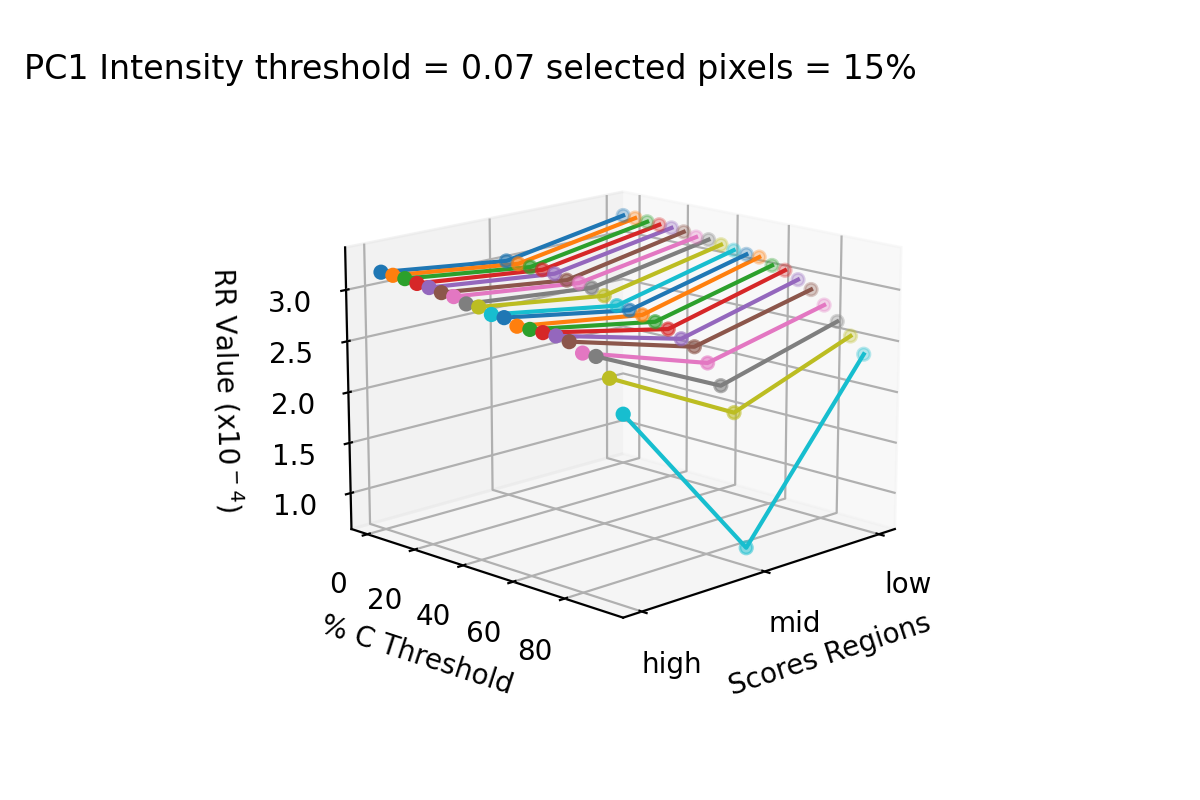 PC1 Intensity threshold = 0.07 selected pixels = 15%
RR Value (x10⁻⁴)
3.0
2.5
2.0
1.5
1.0
0
20
40
60
80
% C Threshold
high
mid
low
Scores Regions